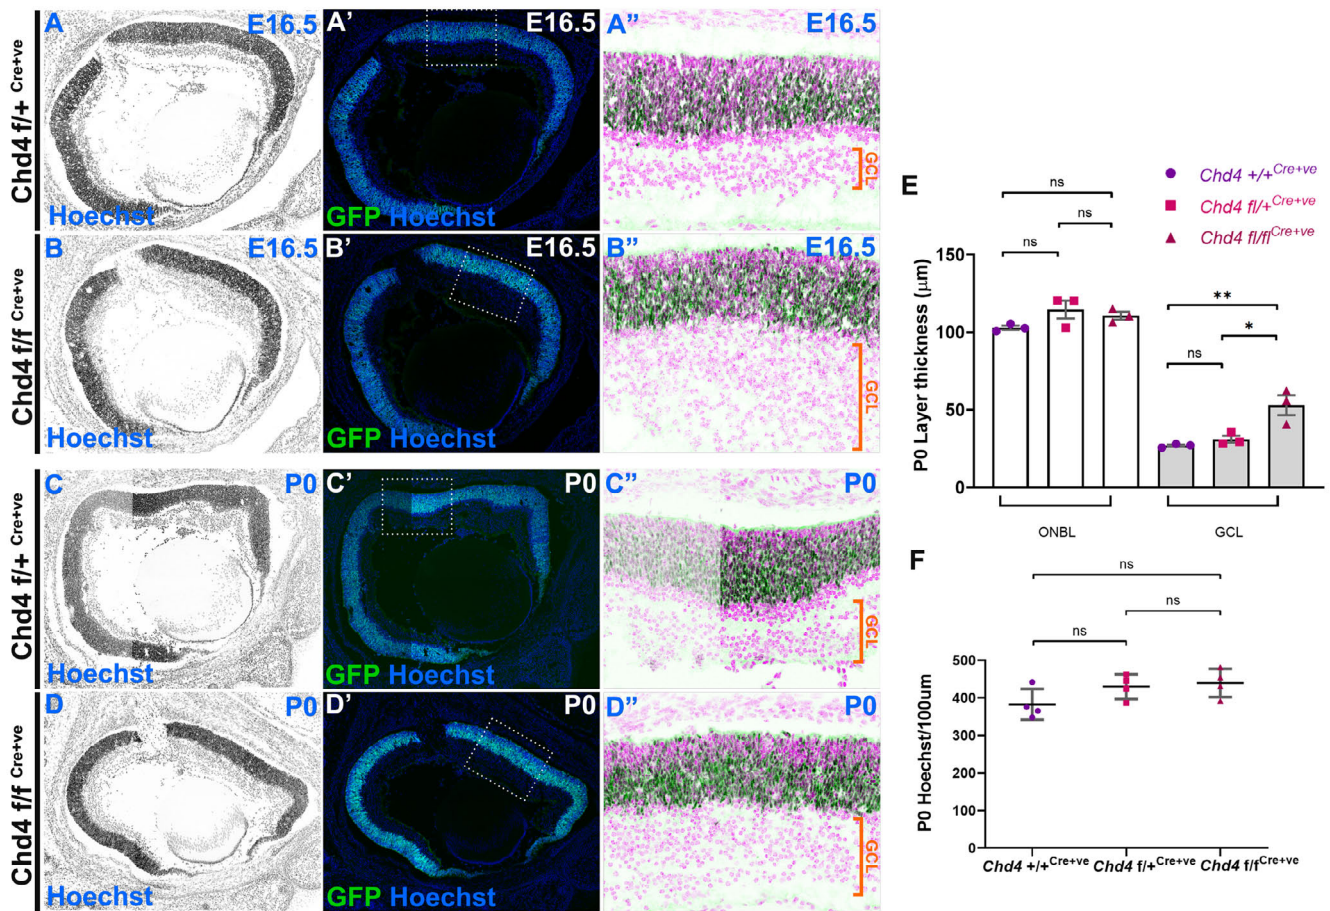 Chd4 f/+ Cre+ve
A
E16.5
Hoechst
A'
E16.5
GFP Hoechst
A”
E16.5
GCL
Chd4 f/f Cre+ve
B
E16.5
Hoechst
B'
E16.5
GFP Hoechst
B”
E16.5
GCL
Chd4 f/+ Cre+ve
C
P0
Hoechst
C'
P0
GFP Hoechst
C”
P0
GCL
Chd4 f/f Cre+ve
D
P0
Hoechst
D'
P0
GFP Hoechst
D”
P0
GCL
E
Chd4 +/+Cre+ve
Chd4 fl/+Cre+ve
Chd4 fl/flCre+ve
P0 Layer thickness (μm)
150
100
50
0
ns
ns
ns
**
*
ns
ONBL
GCL
F
P0 Hoechst/100um
500
400
300
200
100
0
ns
ns
ns
Chd4 +/+Cre+ve
Chd4 f/+Cre+ve
Chd4 f/fCre+ve